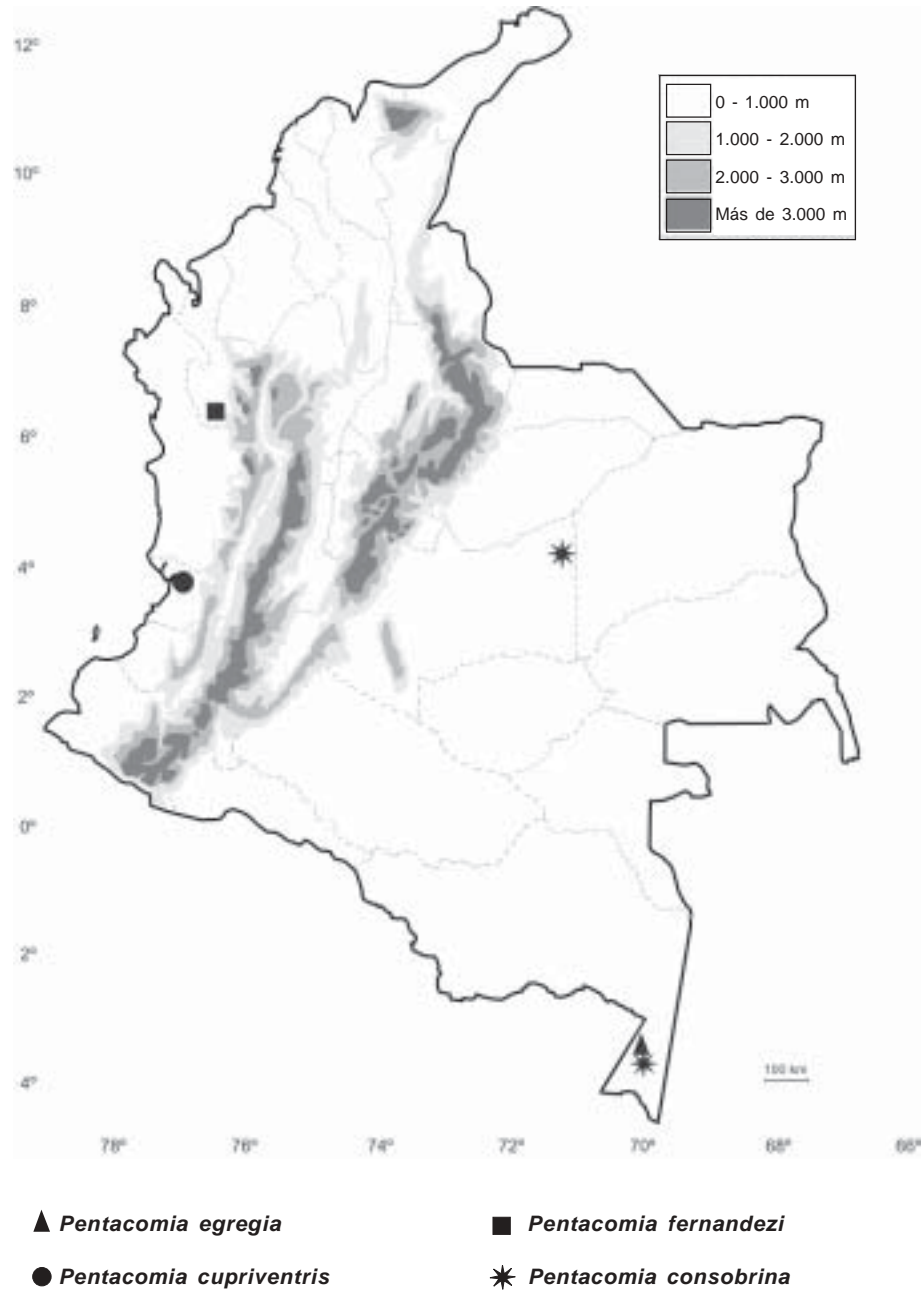 12º
0 - 1.000 m
1.000 - 2.000 m
10º
2.000 - 3.000 m
Más de 3.000 m
8º
6º
4º
2º
0º
2º
4º
100 km
78º 76º 74º 72º 70º 68º 66º
Pentacomia egregia
Pentacomia fernandezi
Pentacomia cupriventris
Pentacomia consobrina